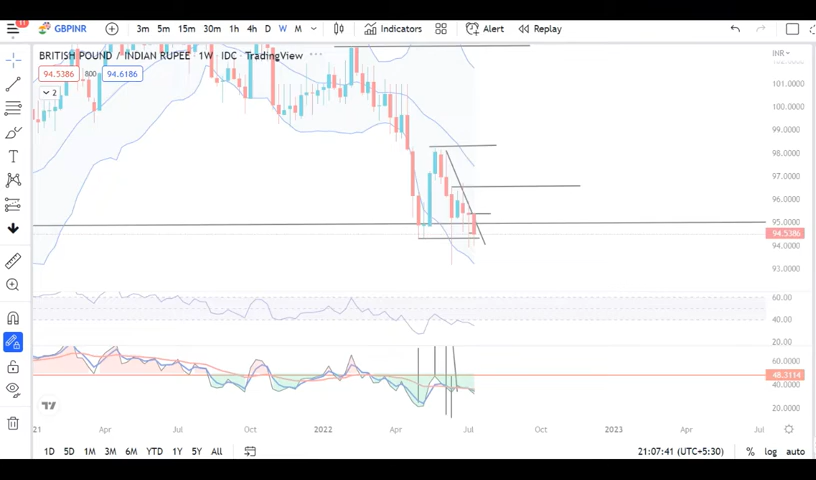 11
GBPINR
3m 5m 15m 30m 1h 4h D W M
Indicators
Alert
Replay
BRITISH POUND / INDIAN RUPEE · 1W · IDC · TradingView
INR
94.5386 800 94.6186
2
101.0000
100.0000
99.0000
98.0000
97.0000
96.0000
95.0000
94.5386
94.0000
93.0000
60.00
40.00
20.00
60.0000
48.3114
40.0000
20.0000
21 Apr Jul Oct 2022 Apr Jul Oct 2023 Apr Jul
1D 5D 1M 3M 6M YTD 1Y 5Y All
21:07:41 (UTC+5:30)
% log auto